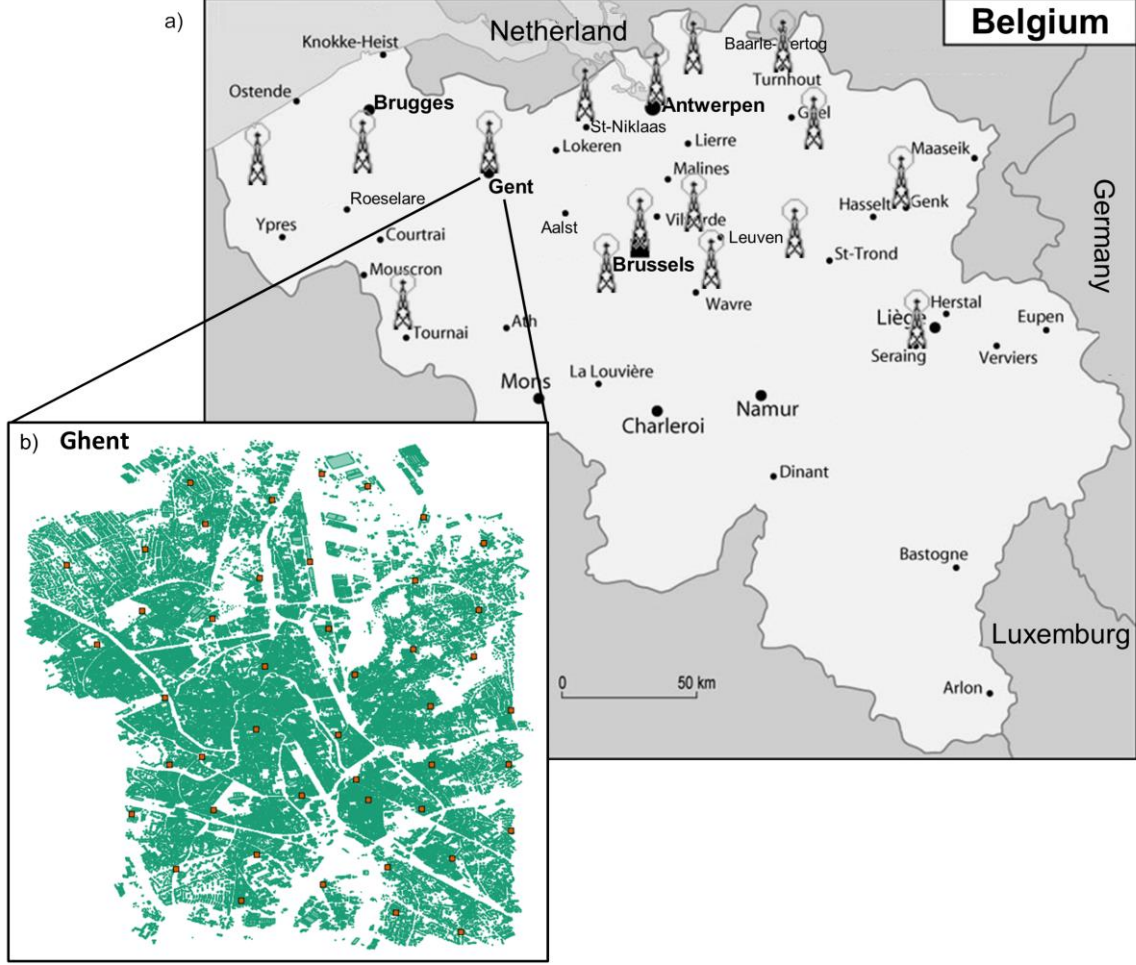 a)
Belgium
Netherland
Knokke-Heist
Baarle-Hertog
Turnhout
Ostende
Brugges
Antwerpen
Geel
St-Niklaas
Lokeren
Lierre
Maaseik
Malines
Gent
Germany
Roeselare
Hasselt
Genk
Ypres
Aalst
Vilvorde
Courtrai
Leuven
Brussels
St-Trond
Mouscron
Wavre
Herstal
Liège
Eupen
Tournai
Ath
Seraing
Verviers
La Louvière
Mons
Namur
Charleroi
b) Ghent
Dinant
Bastogne
Luxemburg
0
50 km
Arlon